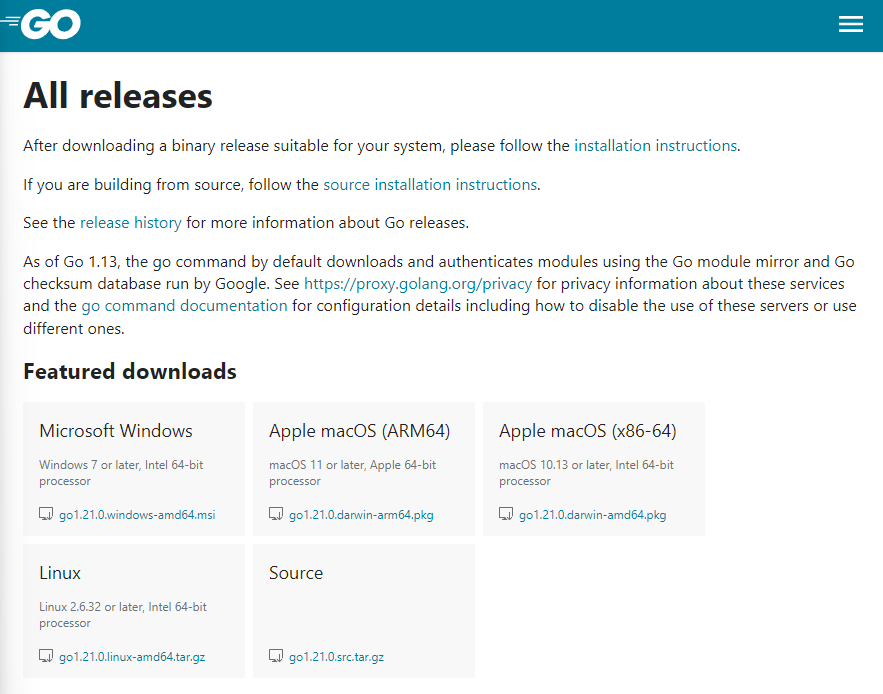 GO
All releases
After downloading a binary release suitable for your system, please follow the installation instructions.
If you are building from source, follow the source installation instructions.
See the release history for more information about Go releases.
As of Go 1.13, the go command by default downloads and authenticates modules using the Go module mirror and Go
checksum database run by Google. See https://proxy.golang.org/privacy for privacy information about these services
and the go command documentation for configuration details including how to disable the use of these servers or use
different ones.
Featured downloads
Microsoft Windows
Windows 7 or later, Intel 64-bit
processor
go1.21.0.windows-amd64.msi
Apple macOS (ARM64)
macOS 11 or later, Apple 64-bit
processor
go1.21.0.darwin-arm64.pkg
Apple macOS (x86-64)
macOS 10.13 or later, Intel 64-bit
processor
go1.21.0.darwin-amd64.pkg
Linux
Linux 2.6.32 or later, Intel 64-bit
processor
go1.21.0.linux-amd64.tar.gz
Source
go1.21.0.src.tar.gz